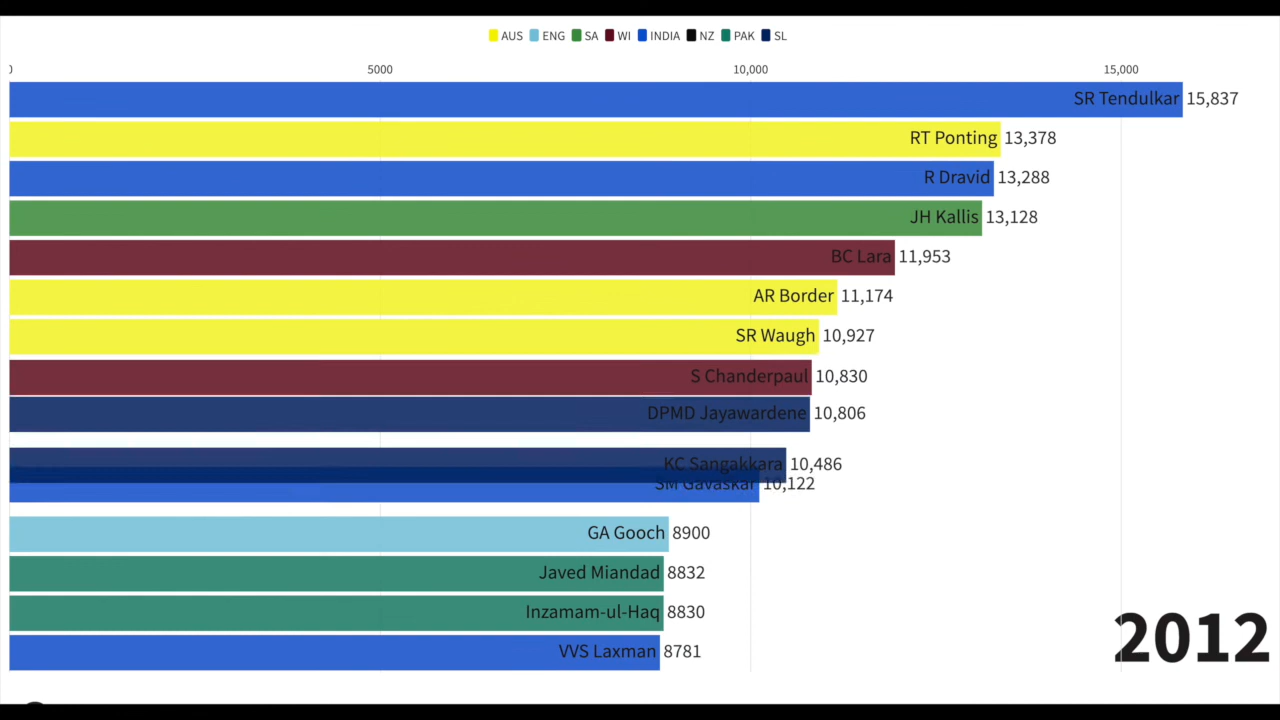 AUS ENG SA WI INDIA NZ PAK SL
0 5000 10,000 15,000
SR Tendulkar 15,837
RT Ponting 13,378
R Dravid 13,288
JH Kallis 13,128
BC Lara 11,953
AR Border 11,174
SR Waugh 10,927
S Chanderpaul 10,830
DPMD Jayawardene 10,806
KC Sangakkara 10,486
SM Gavaskar 10,122
GA Gooch 8900
Javed Miandad 8832
Inzamam-ul-Haq 8830
VVS Laxman 8781
2012